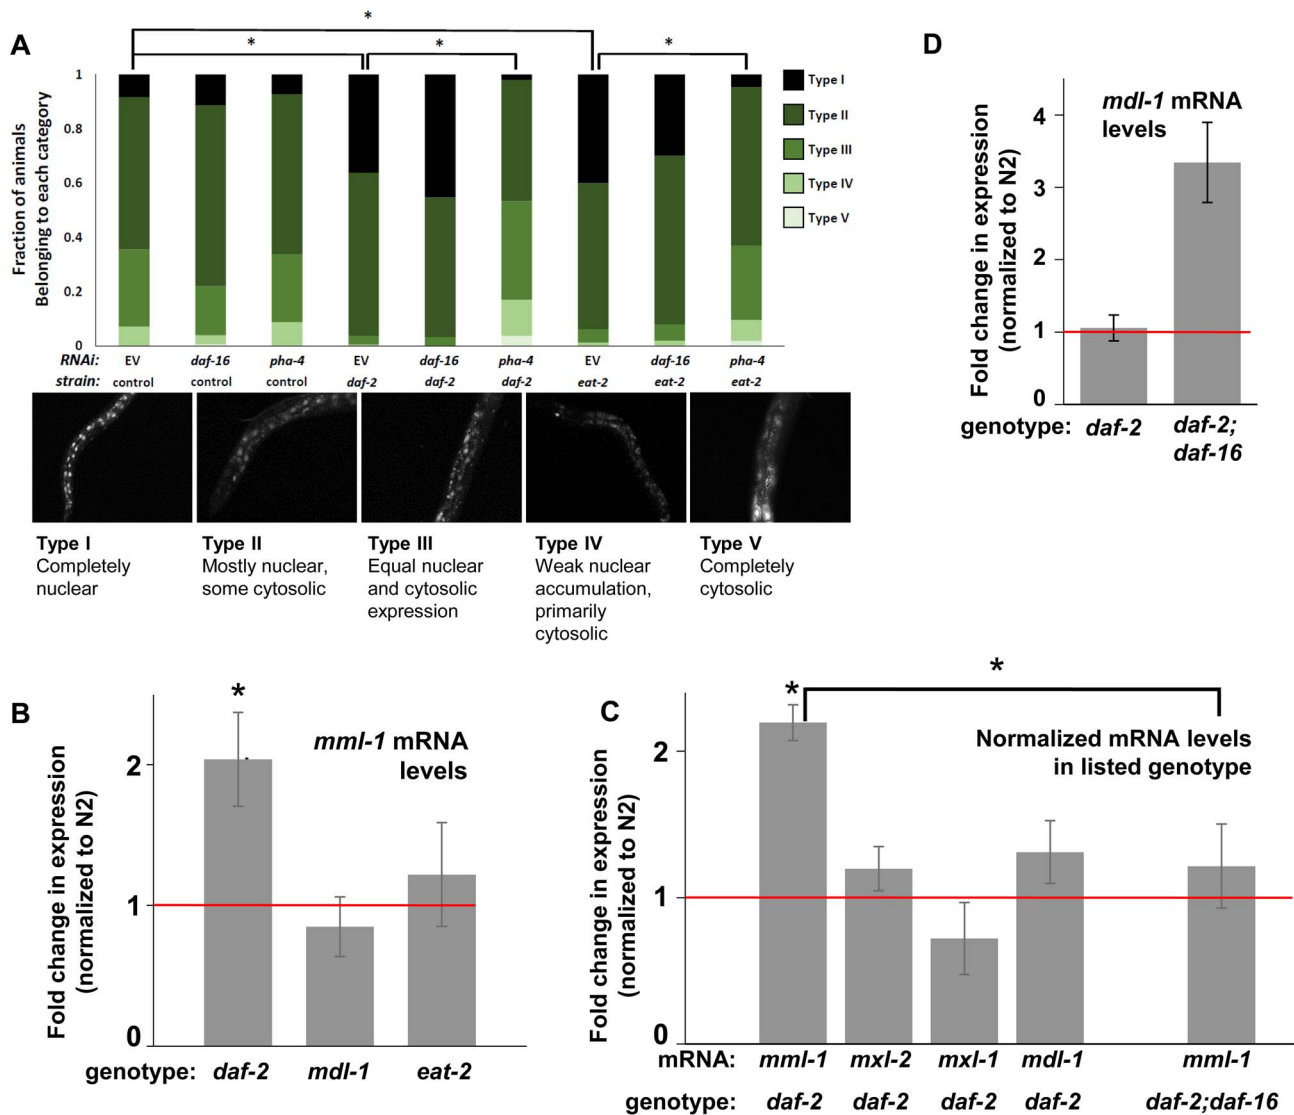 A
*
*
*
*
Fraction of animals
Belonging to each category
1
0.8
0.6
0.4
0.2
0
Type I
Type II
Type III
Type IV
Type V
RNAi: EV daf-16 pha-4 EV daf-16 pha-4 EV daf-16 pha-4
strain: control control control daf-2 daf-2 daf-2 eat-2 eat-2 eat-2
Type I
Completely
nuclear
Type II
Mostly nuclear,
some cytosolic
Type III
Equal nuclear
and cytosolic
expression
Type IV
Weak nuclear
accumulation,
primarily
cytosolic
Type V
Completely
cytosolic
D
mdl-1 mRNA
levels
Fold change in expression
(normalized to N2)
4
3
2
1
0
genotype: daf-2 daf-2;
daf-16
B
*
mml-1 mRNA
levels
Fold change in expression
(normalized to N2)
2
1
0
genotype: daf-2 mdl-1 eat-2
C
*
*
Normalized mRNA levels
in listed genotype
Fold change in expression
(normalized to N2)
2
1
0
mRNA: mml-1 mxl-2 mxl-1 mdl-1 mml-1
genotype: daf-2 daf-2 daf-2 daf-2 daf-2;daf-16